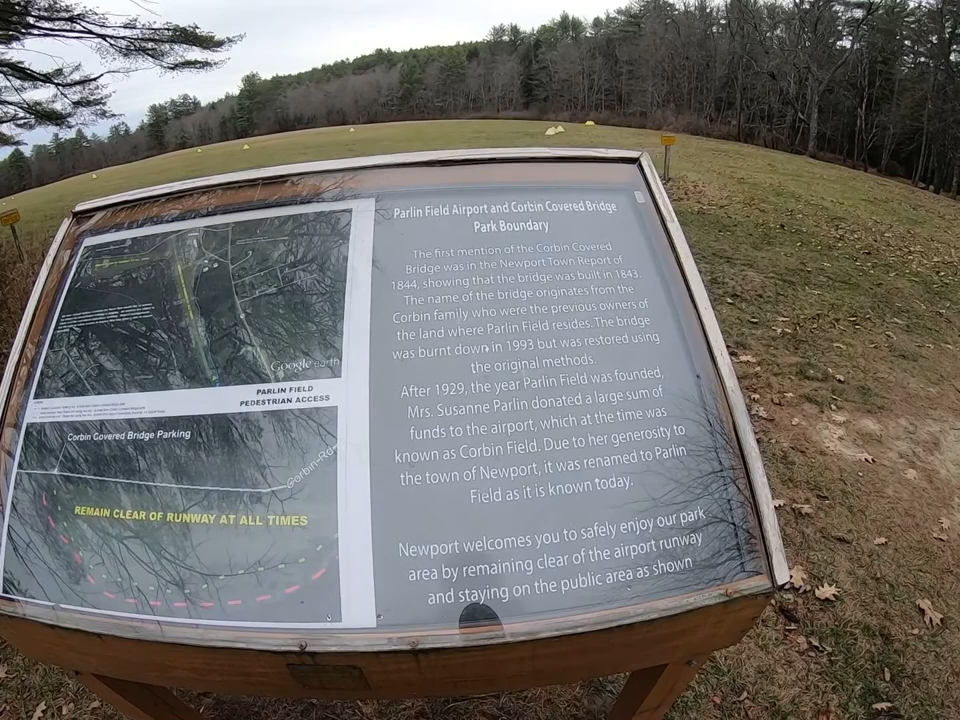 Parlin Field Airport and Corbin Covered Bridge
Park Boundary
The first mention of the Corbin Covered
Bridge was in the Newport Town Report of
1844, showing that the bridge was built in 1843.
The name of the bridge originates from the
Corbin family who were the previous owners of
the land where Parlin Field resides. The bridge
was burnt down in 1993 but was restored using
the original methods.
After 1929, the year Parlin Field was founded,
Mrs. Susanne Parlin donated a large sum of
funds to the airport, which at the time was
known as Corbin Field. Due to her generosity to
the town of Newport, it was renamed to Parlin
Field as it is known today.
Newport welcomes you to safely enjoy our park
area by remaining clear of the airport runway
and staying on the public area as shown
Google earth
PARLIN FIELD
PEDESTRIAN ACCESS
Corbin Covered Bridge Parking
Corbin-Rd
REMAIN CLEAR OF RUNWAY AT ALL TIMES